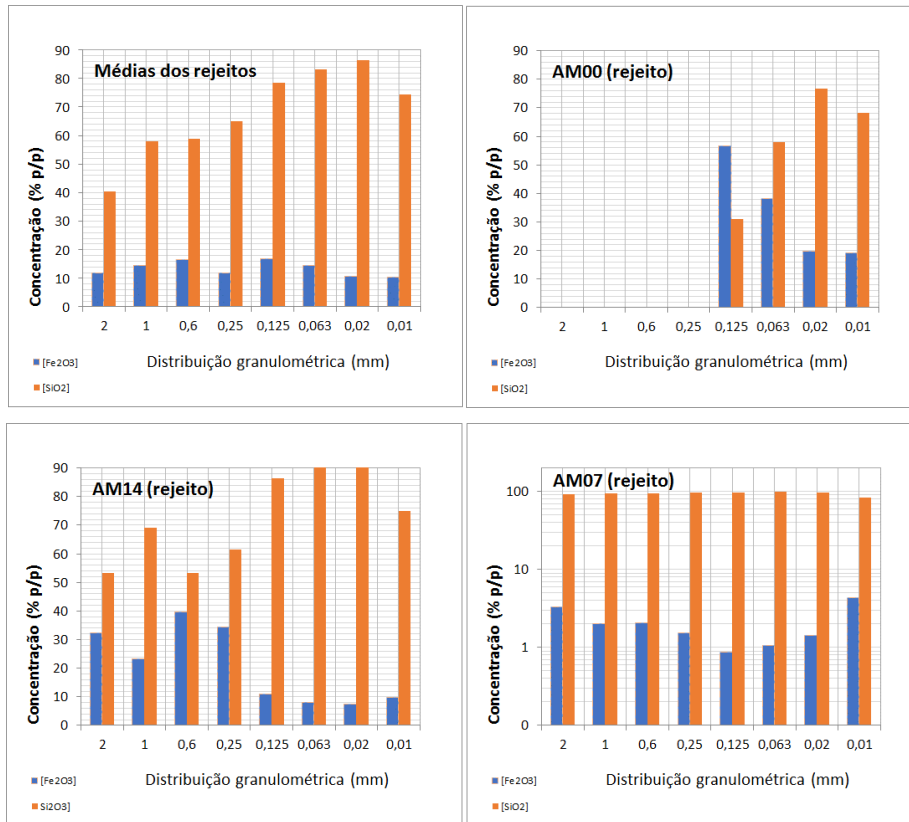 Médias dos rejeitos
Concentração (% p/p)
90
80
70
60
50
40
30
20
10
0
2 1 0,6 0,25 0,125 0,063 0,02 0,01
Distribuição granulométrica (mm)
[Fe2O3]
[SiO2]
AM00 (rejeito)
Concentração (% p/p)
90
80
70
60
50
40
30
20
10
0
2 1 0,6 0,25 0,125 0,063 0,02 0,01
Distribuição granulométrica (mm)
[Fe2O3]
[SiO2]
AM14 (rejeito)
Concentração (% p/p)
90
80
70
60
50
40
30
20
10
0
2 1 0,6 0,25 0,125 0,063 0,02 0,01
Distribuição granulométrica (mm)
[Fe2O3]
Si2O3]
AM07 (rejeito)
Concentração (% p/p)
100
10
1
0
2 1 0,6 0,25 0,125 0,063 0,02 0,01
Distribuição granulométrica (mm)
[Fe2O3]
[SiO2]